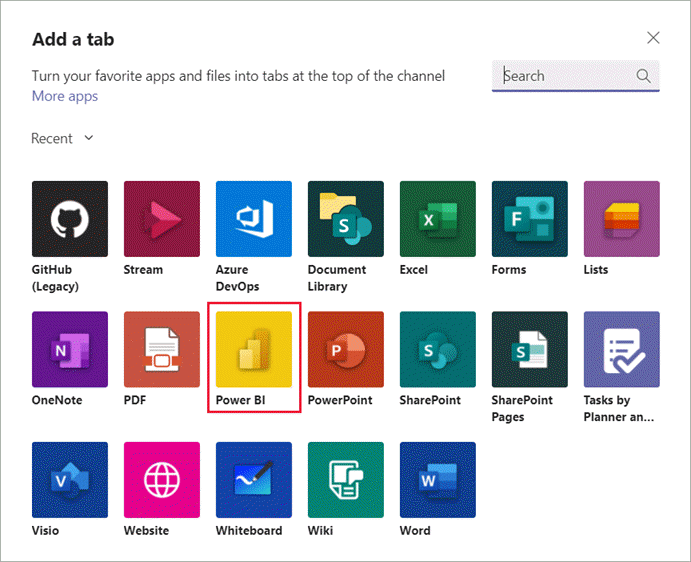 Add a tab
Turn your favorite apps and files into tabs at the top of the channel
Search
More apps
Recent
GitHub
(Legacy)
Stream
Azure
DevOps
Document
Library
Excel
Forms
Lists
OneNote
PDF
Power BI
PowerPoint
SharePoint
SharePoint
Pages
Tasks by
Planner an...
Visio
Website
Whiteboard
Wiki
Word